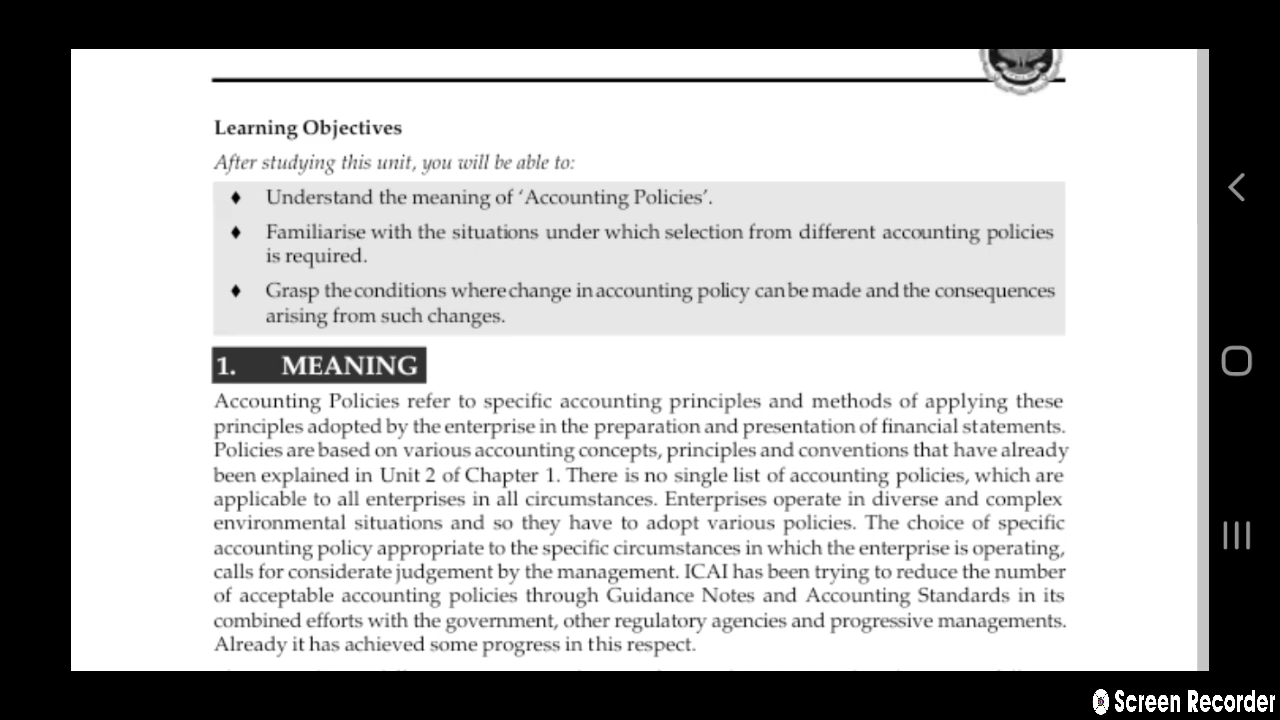 Learning Objectives
After studying this unit, you will be able to:
♦ Understand the meaning of ‘Accounting Policies’.
♦ Familiarise with the situations under which selection from different accounting policies
is required.
♦ Grasp the conditions where change in accounting policy can be made and the consequences
arising from such changes.
1. MEANING
Accounting Policies refer to specific accounting principles and methods of applying these
principles adopted by the enterprise in the preparation and presentation of financial statements.
Policies are based on various accounting concepts, principles and conventions that have already
been explained in Unit 2 of Chapter 1. There is no single list of accounting policies, which are
applicable to all enterprises in all circumstances. Enterprises operate in diverse and complex
environmental situations and so they have to adopt various policies. The choice of specific
accounting policy appropriate to the specific circumstances in which the enterprise is operating,
calls for considerate judgement by the management. ICAI has been trying to reduce the number
of acceptable accounting policies through Guidance Notes and Accounting Standards in its
combined efforts with the government, other regulatory agencies and progressive managements.
Already it has achieved some progress in this respect.
Screen Recorder